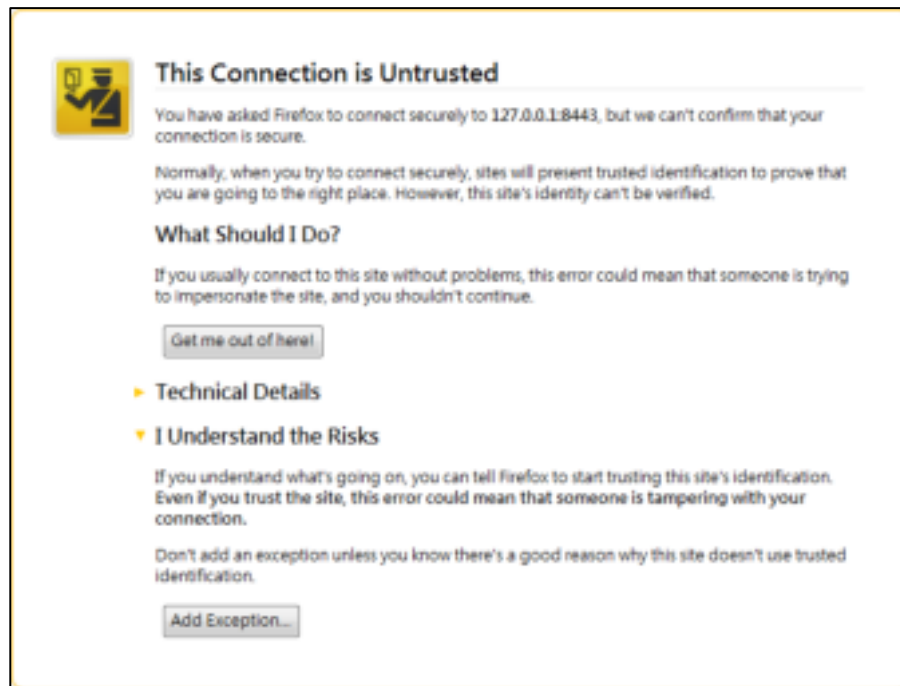 This Connection is Untrusted
You have asked Firefox to connect securely to 127.0.0.1:8443, but we can't confirm that your
connection is secure.
Normally, when you try to connect securely, sites will present trusted identification to prove that
you are going to the right place. However, this site's identity can't be verified.
What Should I Do?
If you usually connect to this site without problems, this error could mean that someone is trying
to impersonate the site, and you shouldn't continue.
Get me out of here!
Technical Details
I Understand the Risks
If you understand what's going on, you can tell Firefox to start trusting this site's identification.
Even if you trust the site, this error could mean that someone is tampering with your
connection.
Don't add an exception unless you know there's a good reason why this site doesn't use trusted
identification.
Add Exception...